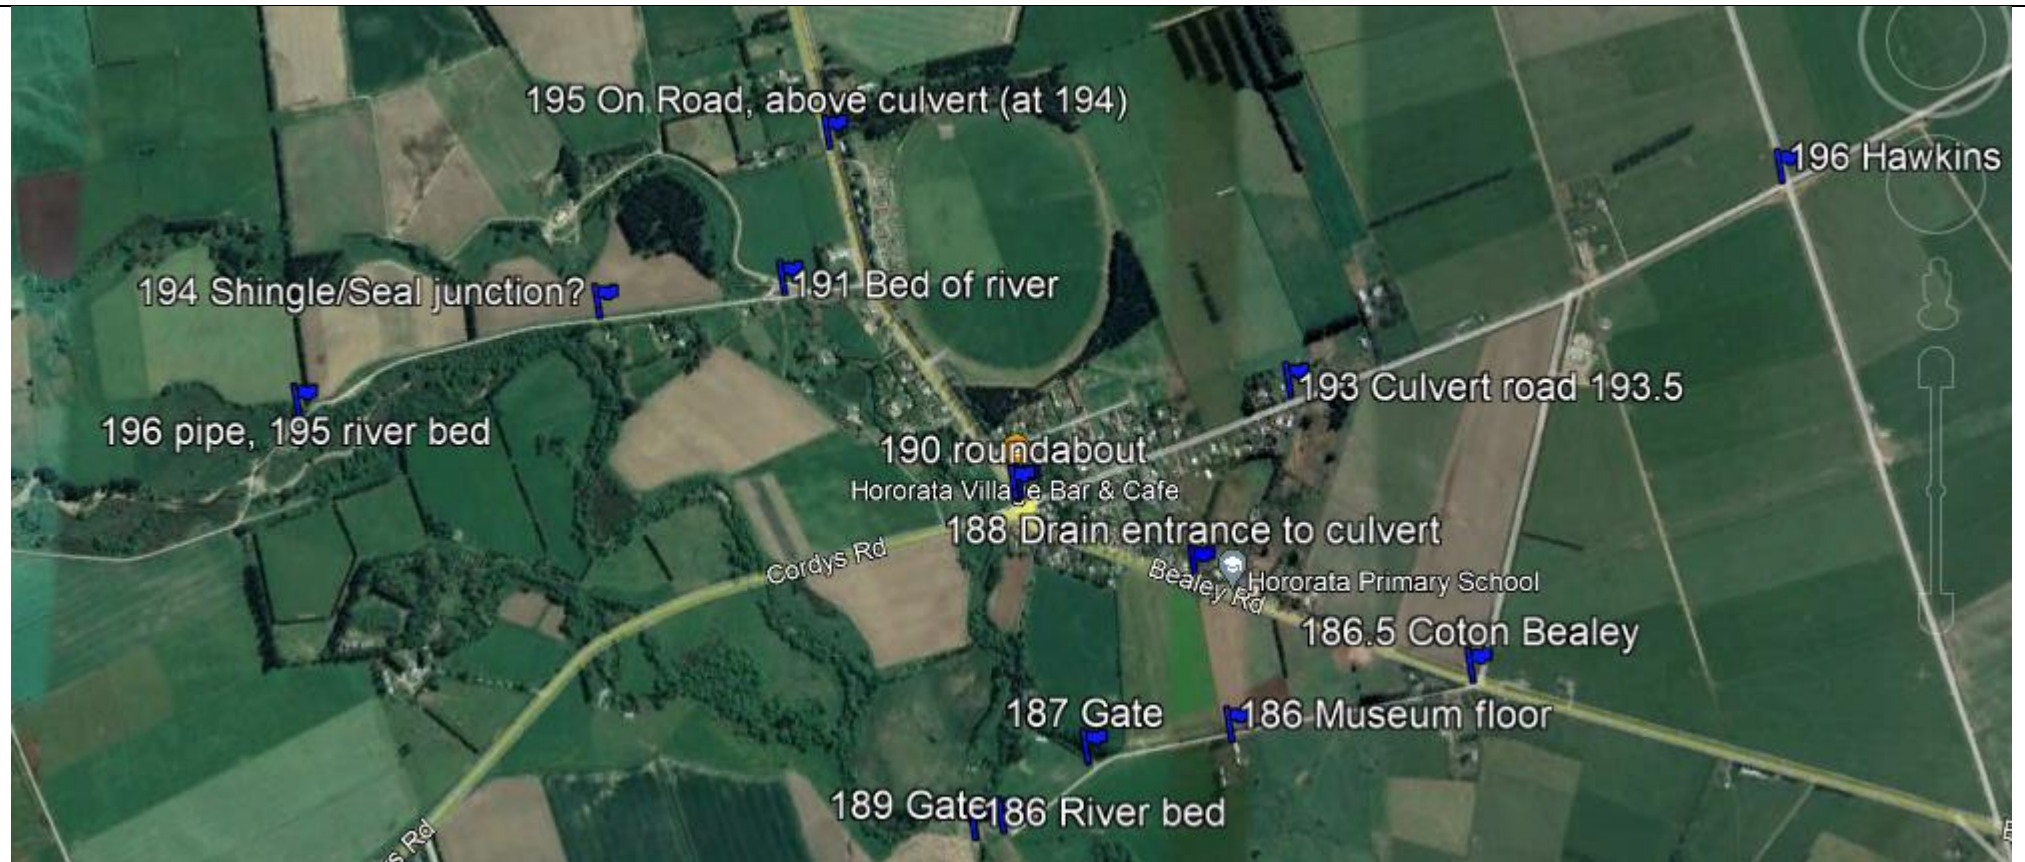 195 On Road, above culvert (at 194)
196 Hawkins
194 Shingle/Seal junction?
191 Bed of river
193 Culvert road 193.5
196 pipe, 195 river bed
190 roundabout
Hororata Village Bar & Cafe
188 Drain entrance to culvert
Cordys Rd
Bealey Rd
Hororata Primary School
186.5 Coton Bealey
187 Gate
186 Museum floor
189 Gate
186 River bed
Rd